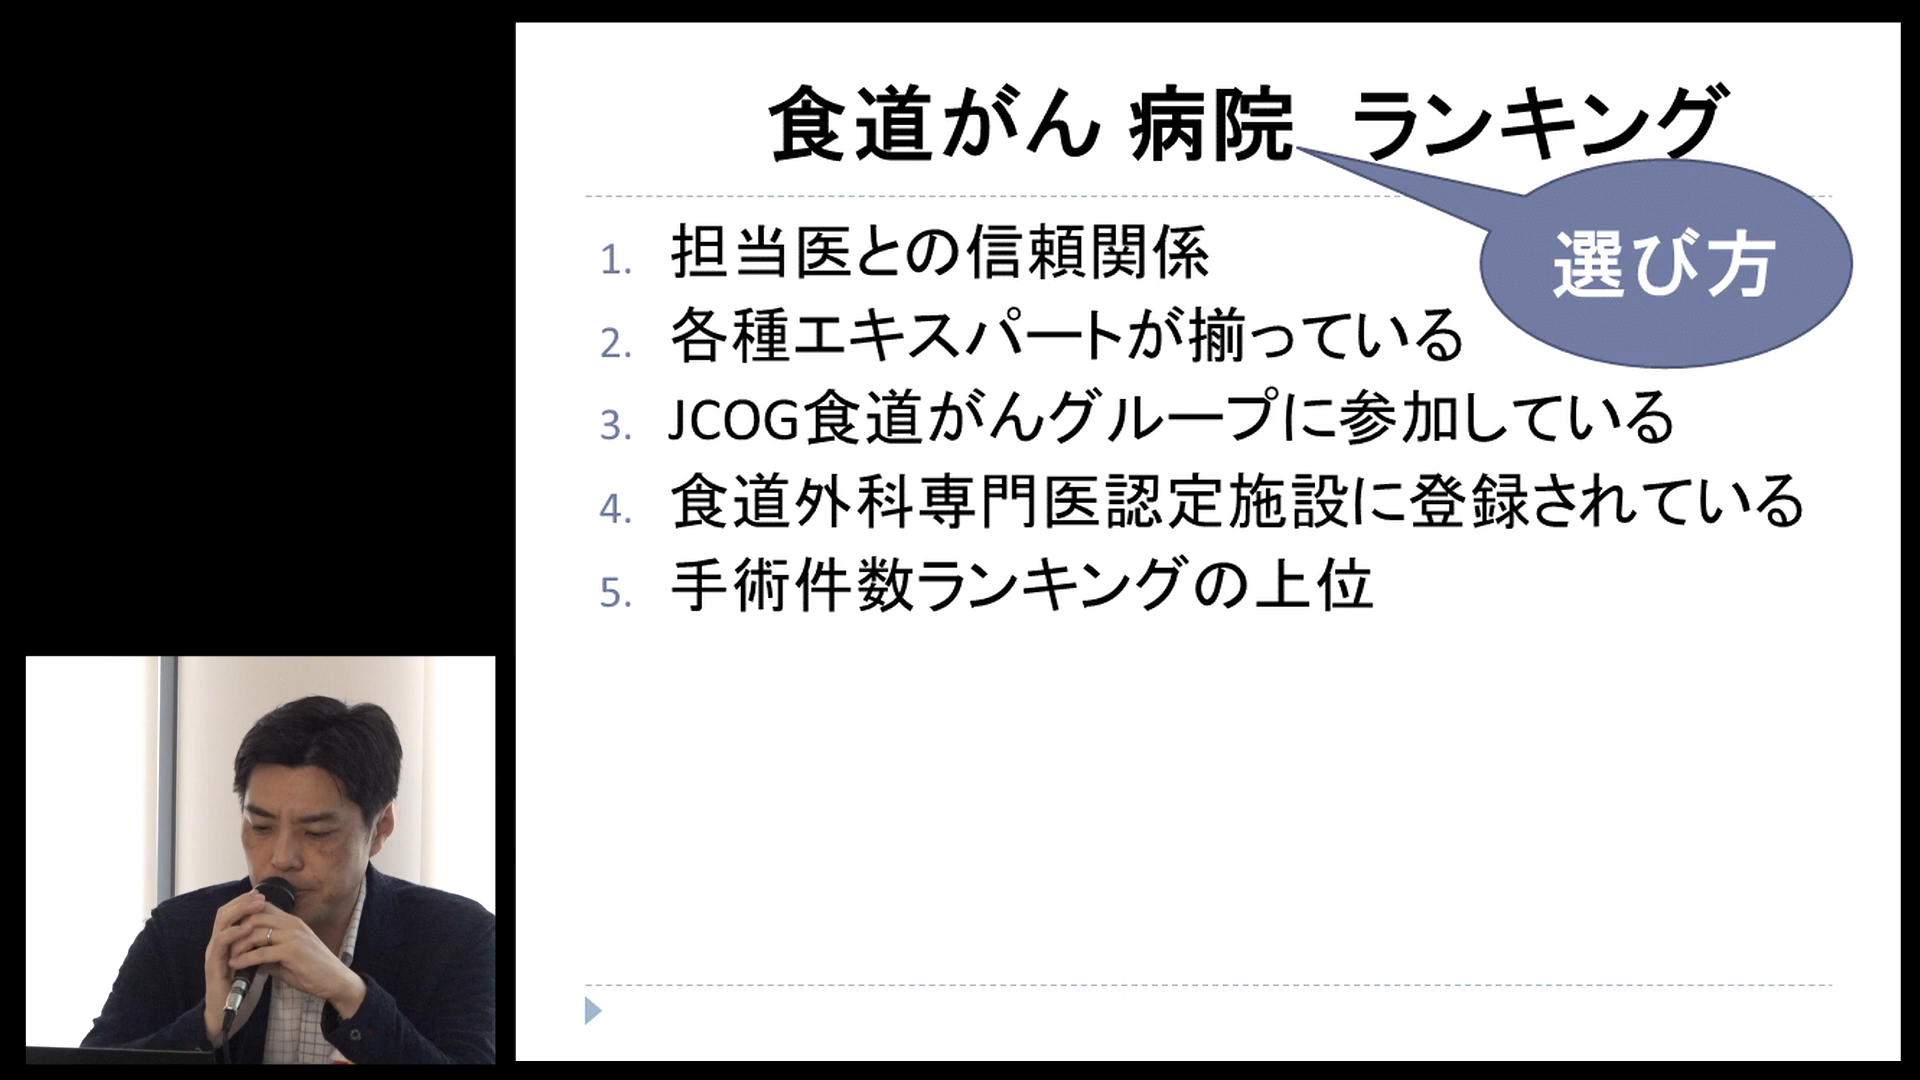 食道がん 病院　ランキング
選び方
1. 担当医との信頼関係
2. 各種エキスパートが揃っている
3. JCOG食道がんグループに参加している
4. 食道外科専門医認定施設に登録されている
5. 手術件数ランキングの上位